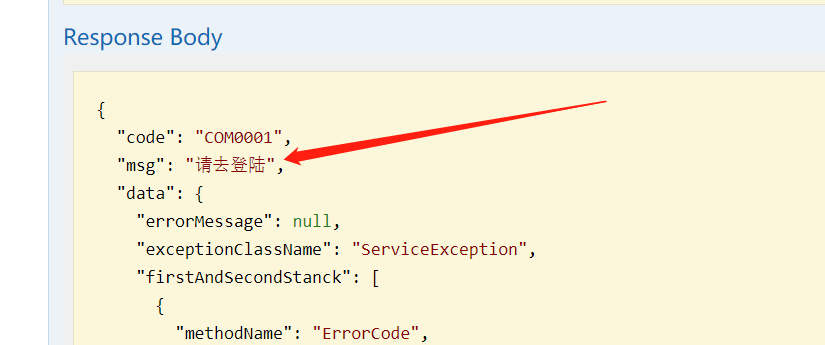 Response Body
{
"code": "COM0001",
"msg": "请去登陆",
"data": {
"errorMessage": null,
"exceptionClassName": "ServiceException",
"firstAndSecondStanck": [
{
"methodName": "ErrorCode",